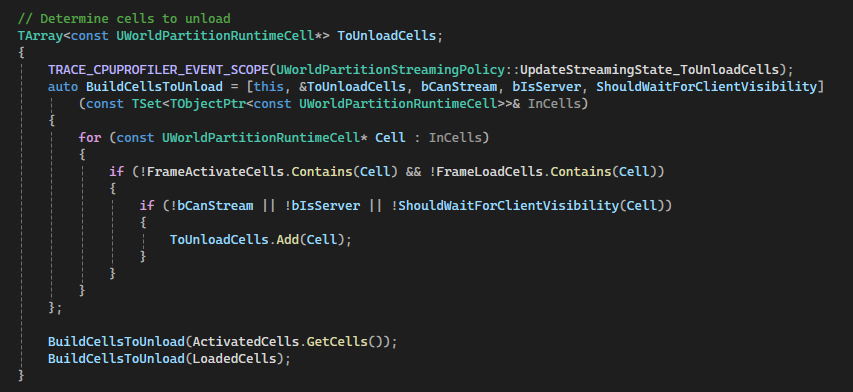 // Determine cells to unload
TArray<const UWorldPartitionRuntimeCell*> ToUnloadCells;
{
TRACE_CPUPROFILER_EVENT_SCOPE(UWorldPartitionStreamingPolicy::UpdateStreamingState_ToUnloadCells);
auto BuildCellsToUnload = [this, &ToUnloadCells, bCanStream, bIsServer, ShouldWaitForClientVisibility]
(const TSet<TObjectPtr<const UWorldPartitionRuntimeCell>>& InCells)
{
for (const UWorldPartitionRuntimeCell* Cell : InCells)
{
if (!FrameActivateCells.Contains(Cell) && !FrameLoadCells.Contains(Cell))
{
if (!bCanStream || !bIsServer || !ShouldWaitForClientVisibility(Cell))
{
ToUnloadCells.Add(Cell);
}
}
}
};
BuildCellsToUnload(ActivatedCells.GetCells());
BuildCellsToUnload(LoadedCells);
}